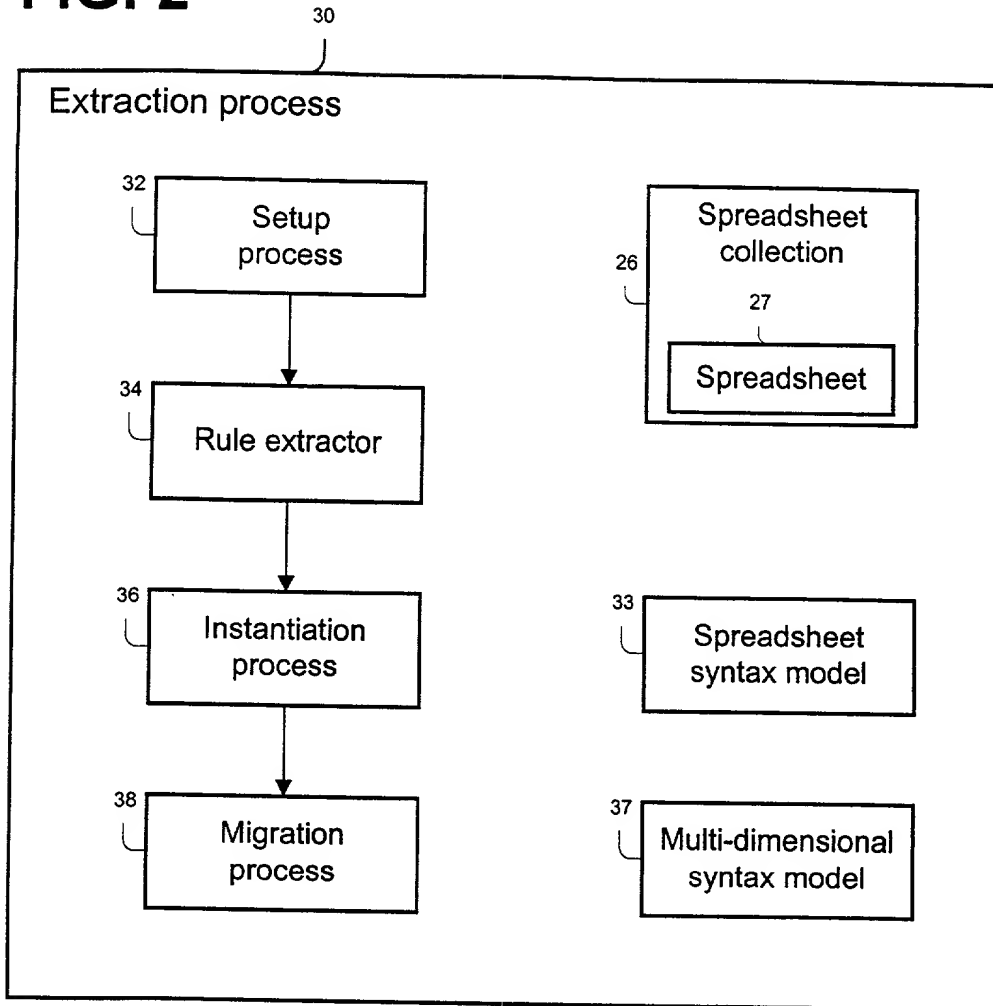 FIG. 2
30
Extraction process
32
Setup
process
26
Spreadsheet
collection
27
Spreadsheet
34
Rule extractor
36
Instantiation
process
33
Spreadsheet
syntax model
38
Migration
process
37
Multi-dimensional
syntax model